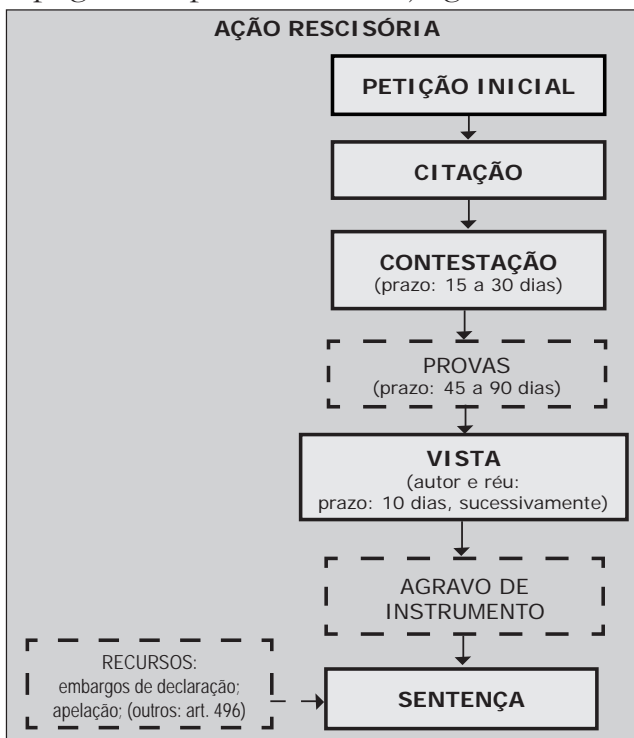 AÇÃO RESCISÓRIA
PETIÇÃO INICIAL
CITAÇÃO
CONTESTAÇÃO
(prazo: 15 a 30 dias)
PROVAS
(prazo: 45 a 90 dias)
VISTA
(autor e réu:
prazo: 10 dias, sucessivamente)
AGRAVO DE
INSTRUMENTO
RECURSOS:
embargos de declaração;
apelação; (outros: art. 496)
SENTENÇA